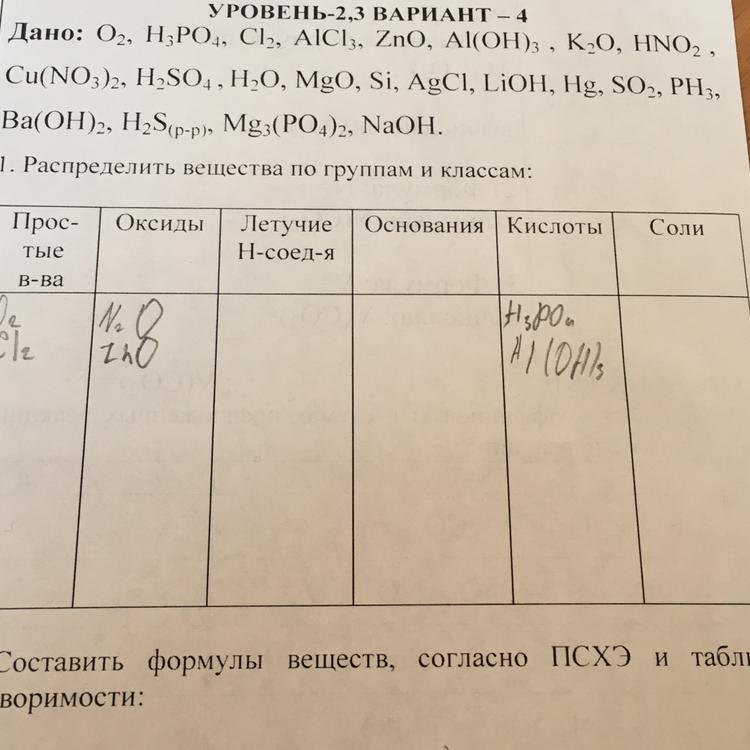 УРОВЕНЬ-2,3 ВАРИАНТ – 4
Дано: O₂, H₃PO₄, Cl₂, AlCl₃, ZnO, Al(OH)₃ , K₂O, HNO₂ ,
Cu(NO₃)₂, H₂SO₄ , H₂O, MgO, Si, AgCl, LiOH, Hg, SO₂, PH₃,
Ba(OH)₂, H₂S(р-р), Mg₃(PO₄)₂, NaOH.
1. Распределить вещества по группам и классам:
Прос-
тые
в-ва
Оксиды
Летучие
Н-соед-я
Основания
Кислоты
Соли
O₂
Cl₂
N₂O
ZnO
H₃PO₄
Al(OH)₃
Составить формулы веществ, согласно ПСХЭ и табли
воримости: